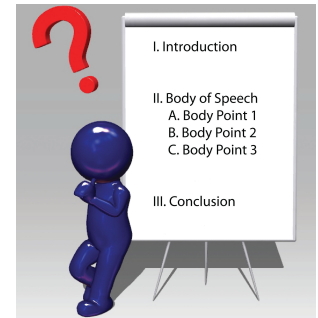 I. Introduction
II. Body of Speech
A. Body Point 1
B. Body Point 2
C. Body Point 3
III. Conclusion